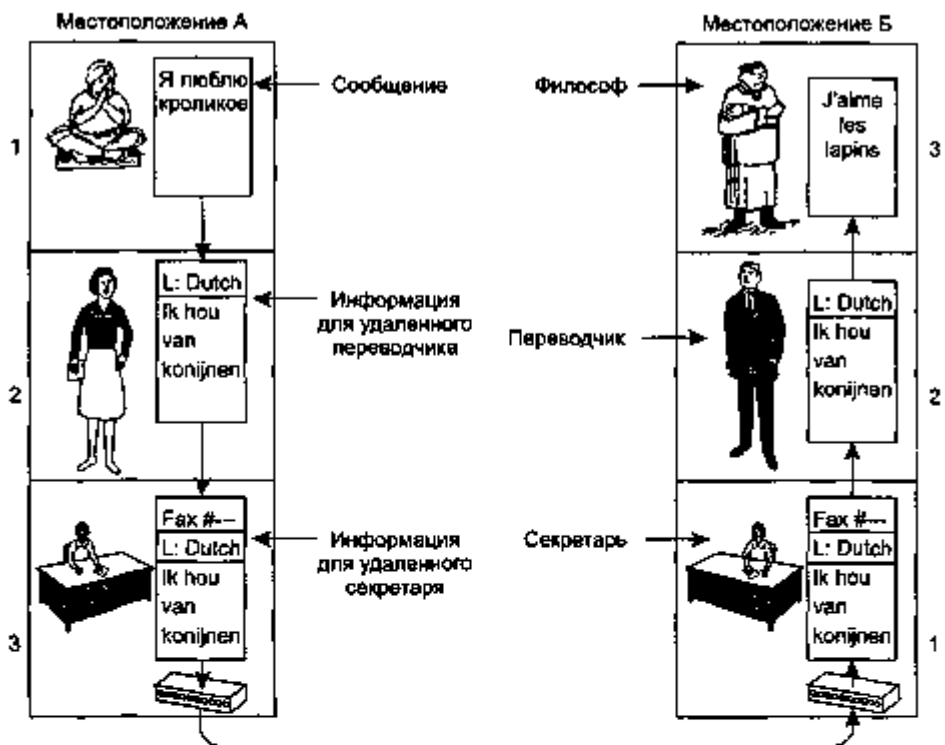 Местоположение А
Местоположение Б
1
Я люблю
кроликое
Сообщение
Философ
J'aime
les
lapins
3
L: Dutch
Ik hou
van
konijnen
Информация
для удаленного
переводчика
Переводчик
L: Dutch
Ik hou
van
konijnen
2
2
Fax #---
L: Dutch
Ik hou
van
konijnen
Информация
для удаленного
секретаря
Секретарь
Fax #---
L: Dutch
Ik hou
van
konijnen
3
1